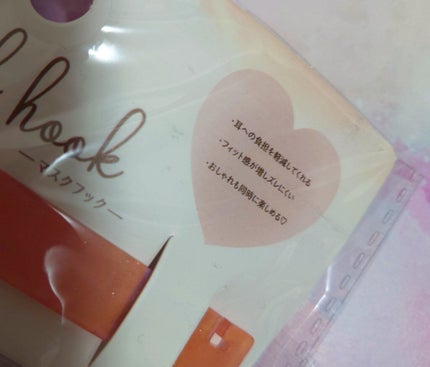 hook
―マスクフック―
・耳への負担を軽減してくれる
・フィット感が増しズレにくい
・おしゃれも同時に楽しめる♡